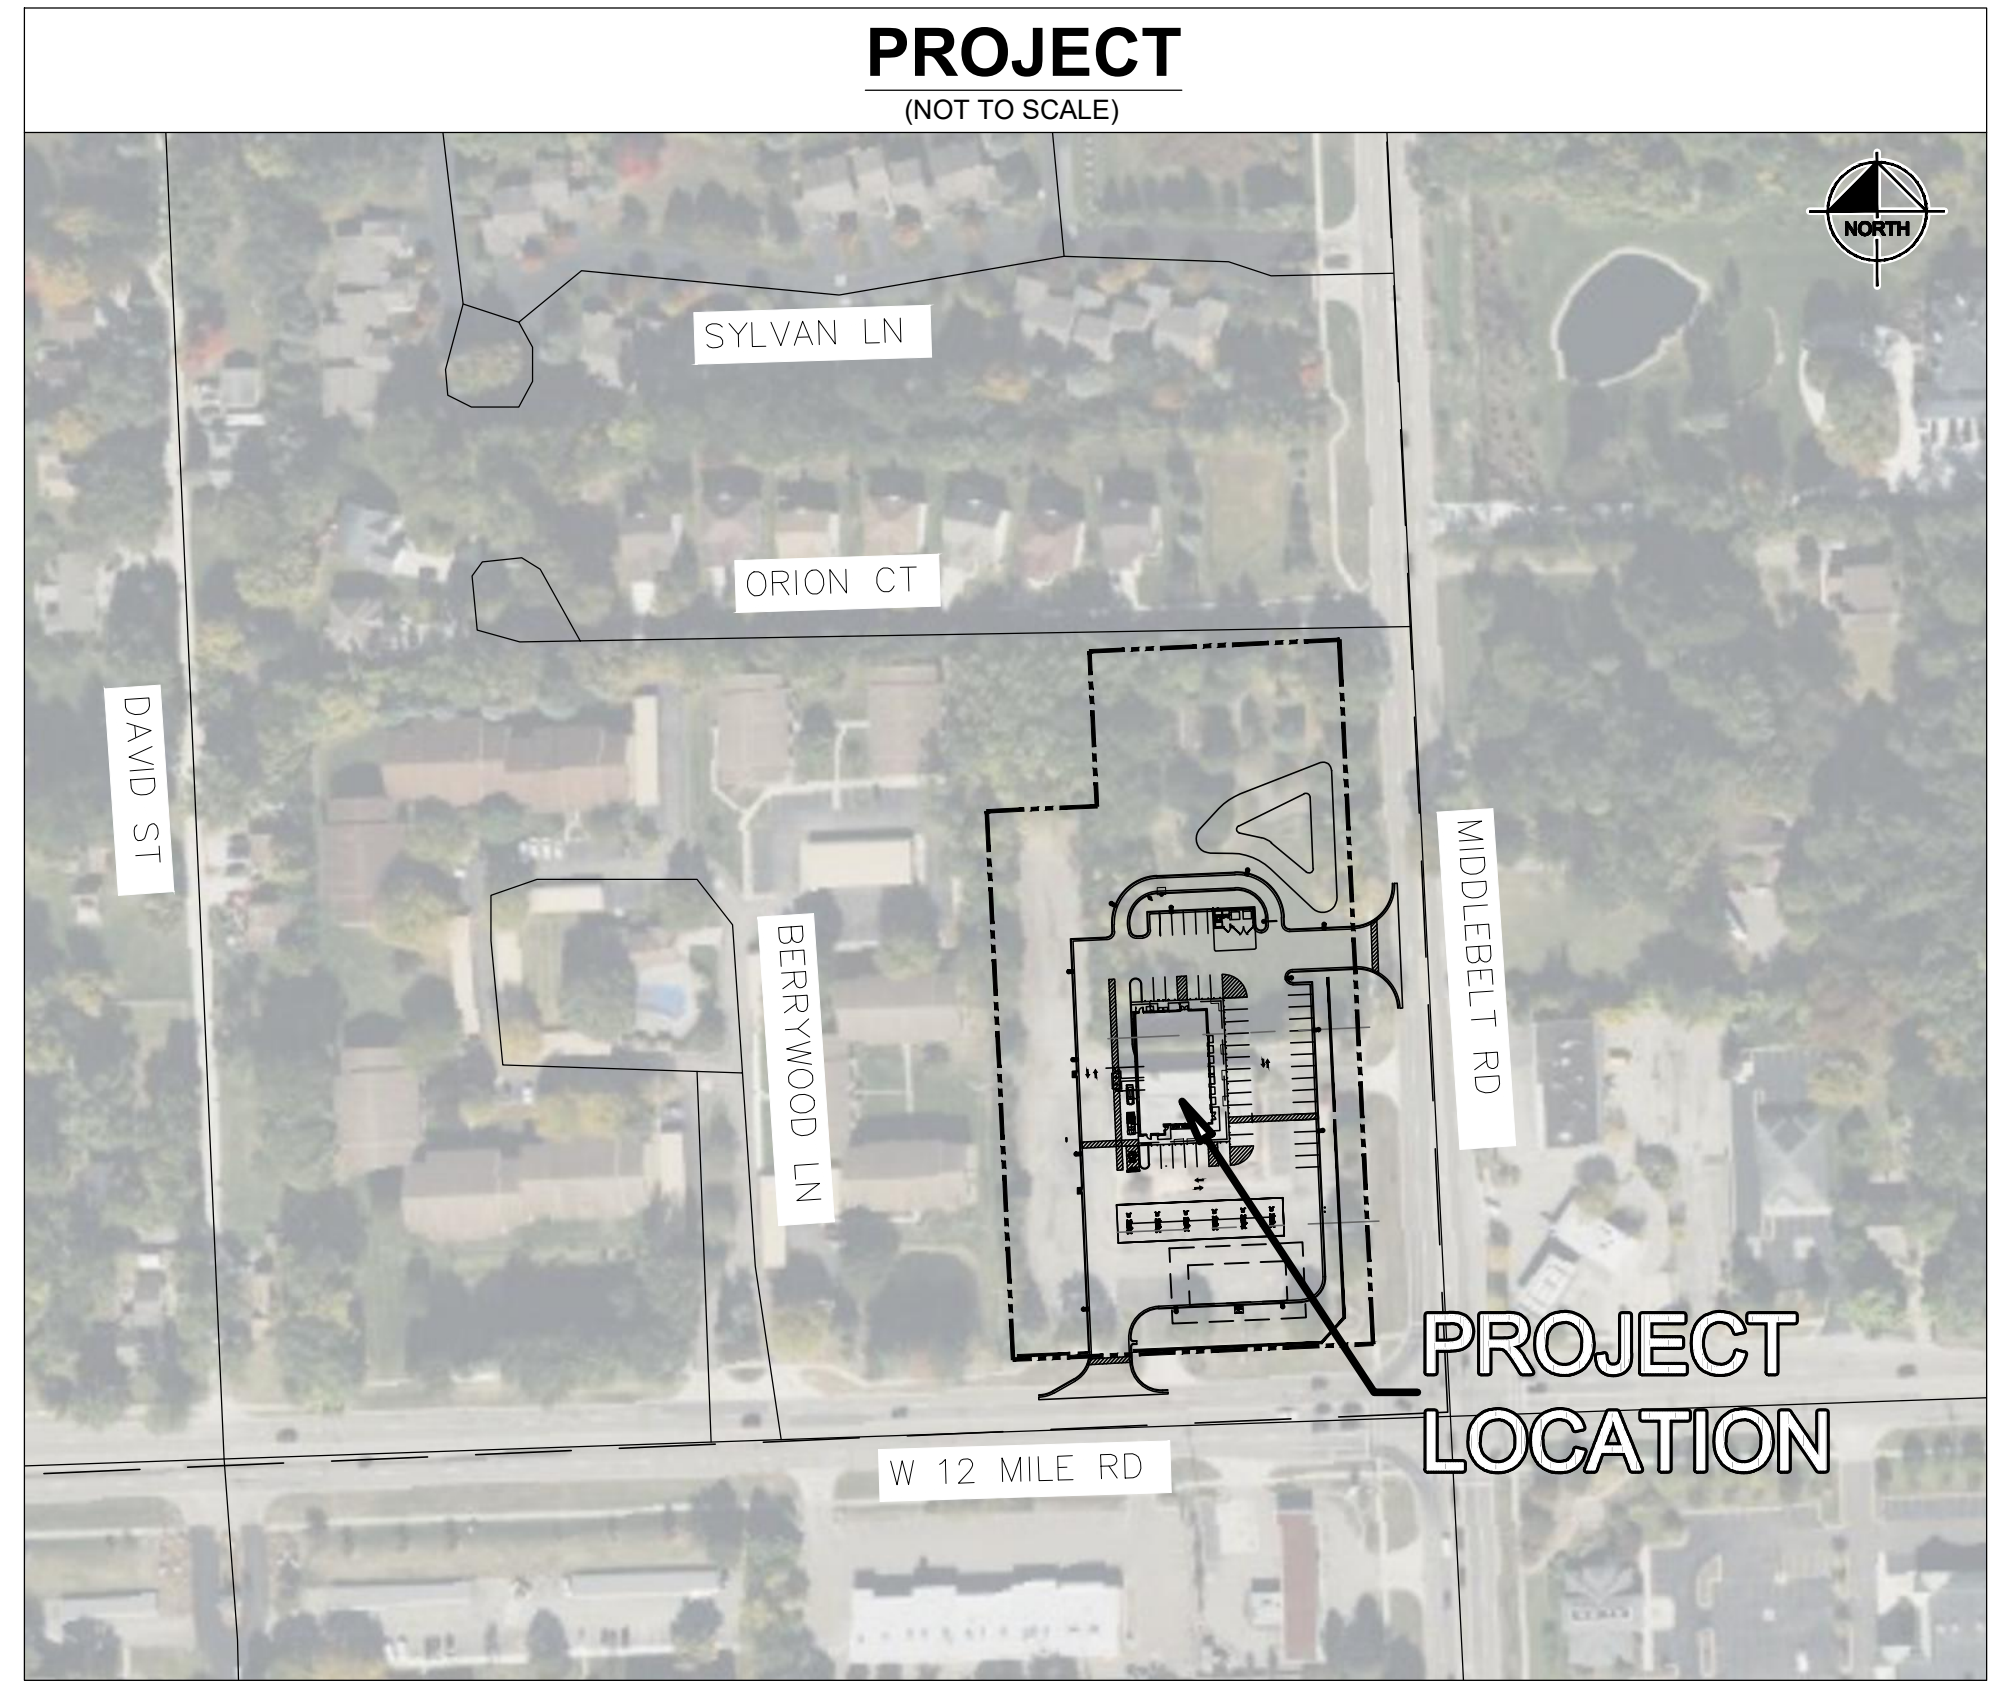 PROJECT
(NOT TO SCALE)
NORTH
SYLVAN LN
ORION CT
DAVID ST
MIDDLEBELT RD
BERRYWOOD LN
PROJECT
LOCATION
W 12 MILE RD